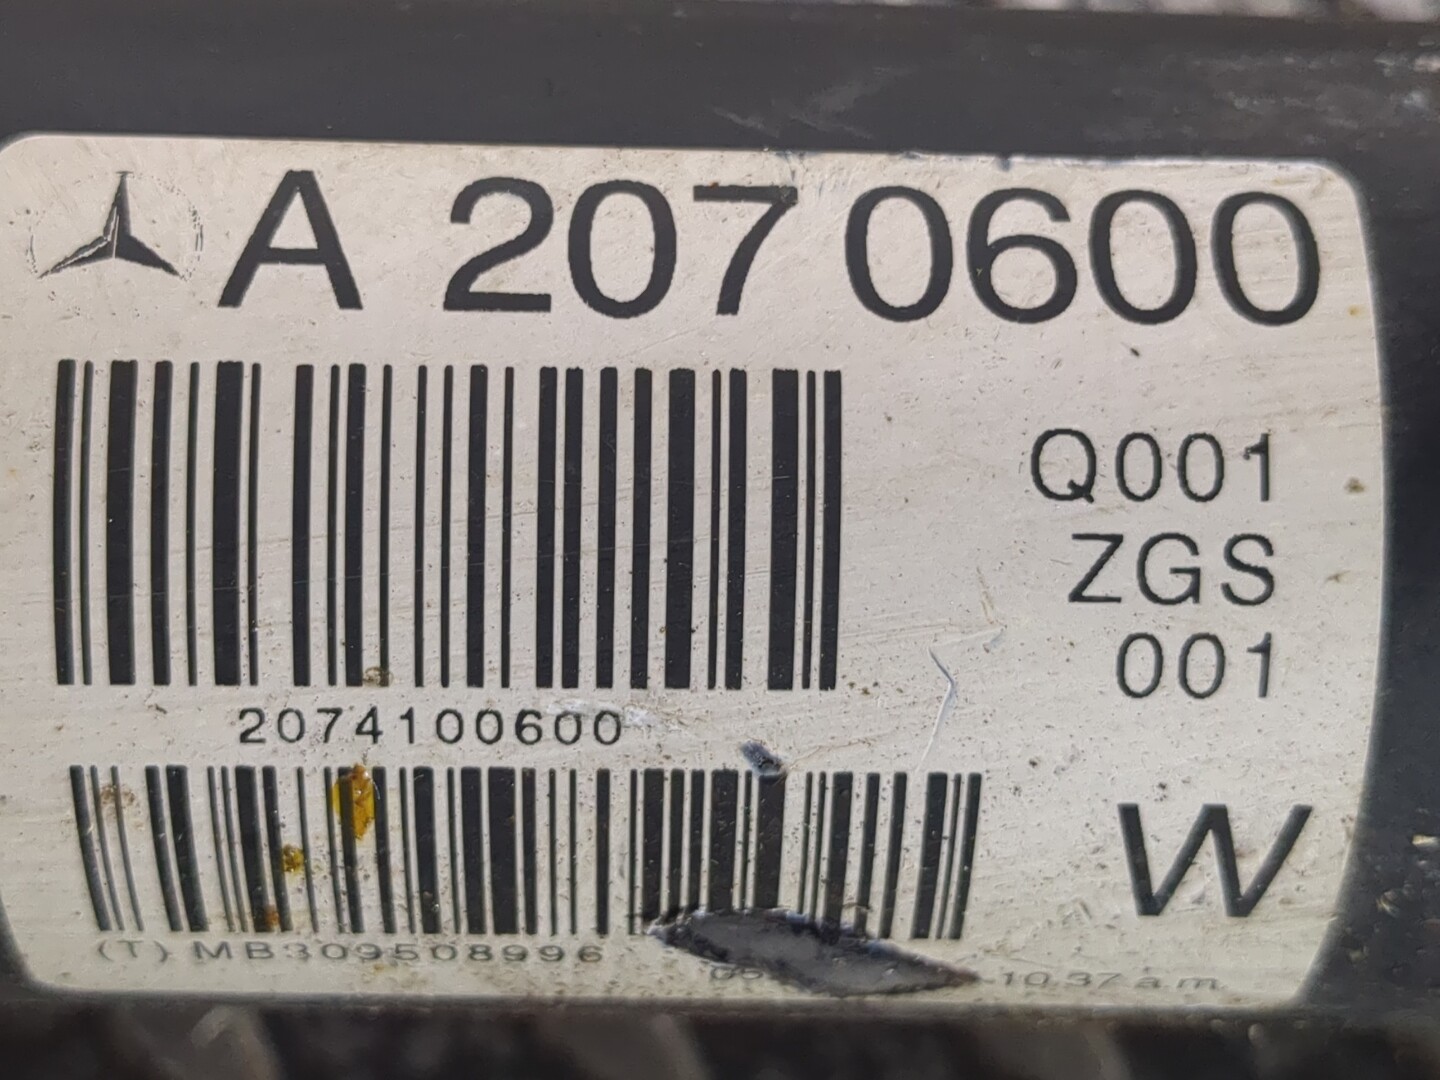 A 207 0600
Q001
ZGS
001
2074100600
W
(T) MB309508996
10:37 a.m.